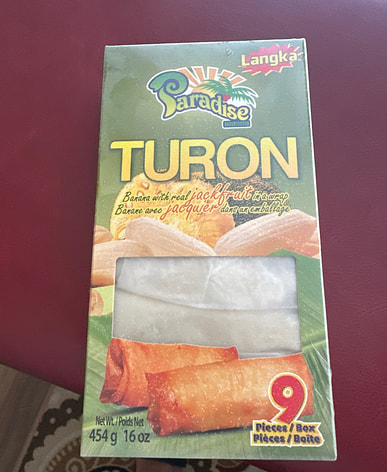 Langka
Paradise
TURON
Banana with real jackfruit in a wrap
Banane avec jacquier dans un emballage
9
Pieces / Box
Pièces / Boîte
Net Wt. / Poids Net
454 g 16 oz